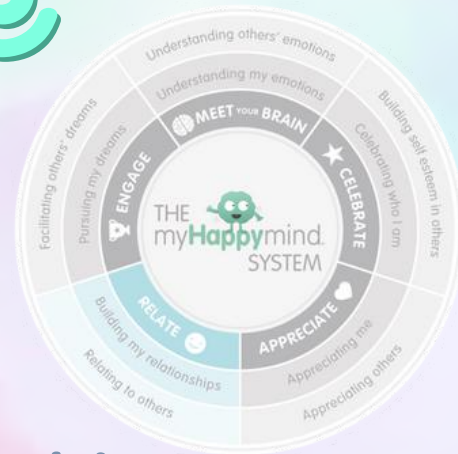 Understanding others' emotions
Understanding my emotions
MEET YOUR BRAIN
Building self esteem in others
Celebrating who I am
CELEBRATE
Appreciating others
Appreciating me
APPRECIATE
Relating to others
Building my relationships
RELATE
Facilitating others' dreams
Pursuing my dreams
ENGAGE
THE
myHappymind.
SYSTEM